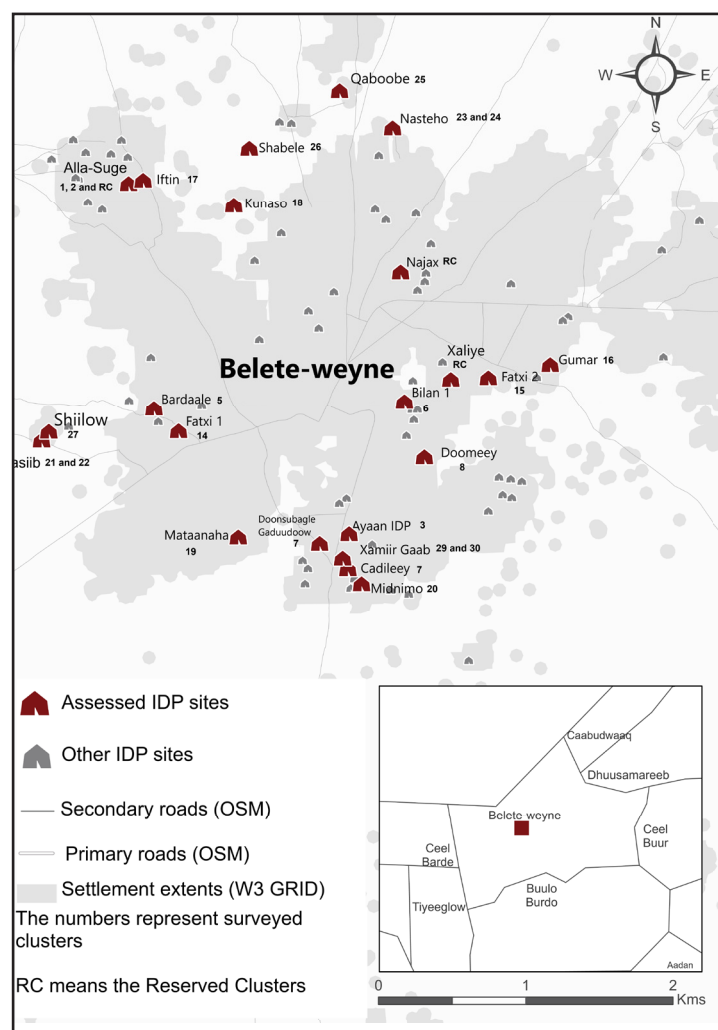 N
W E
S
Qaboobe 25
Nasteho 23 and 24
Shabele 26
Alla-Suge
1, 2 and RC
Iftin 17
Kunaso 18
Najax RC
Xaliye
RC
Gumar 16
Fatxi 2
15
Belete-weyne
Bilan 1
6
Bardaale 5
Fatxi 1
14
Shiilow
27
asiib 21 and 22
Doomeey
8
Doonsubagle
Gaduudoow
7
Ayaan IDP 3
Mataanaha
19
Xamiir Gaab 29 and 30
Cadileey 7
Midnimo 20
Assessed IDP sites
Other IDP sites
Secondary roads (OSM)
Primary roads (OSM)
Settlement extents (W3 GRID)
The numbers represent surveyed
clusters
RC means the Reserved Clusters
Caabudwaaq
Dhuusamareeb
Belete weyne
Ceel
Buur
Ceel
Barde
Tiyeeglow
Buulo
Burdo
Aadan
0 1 2
Kms